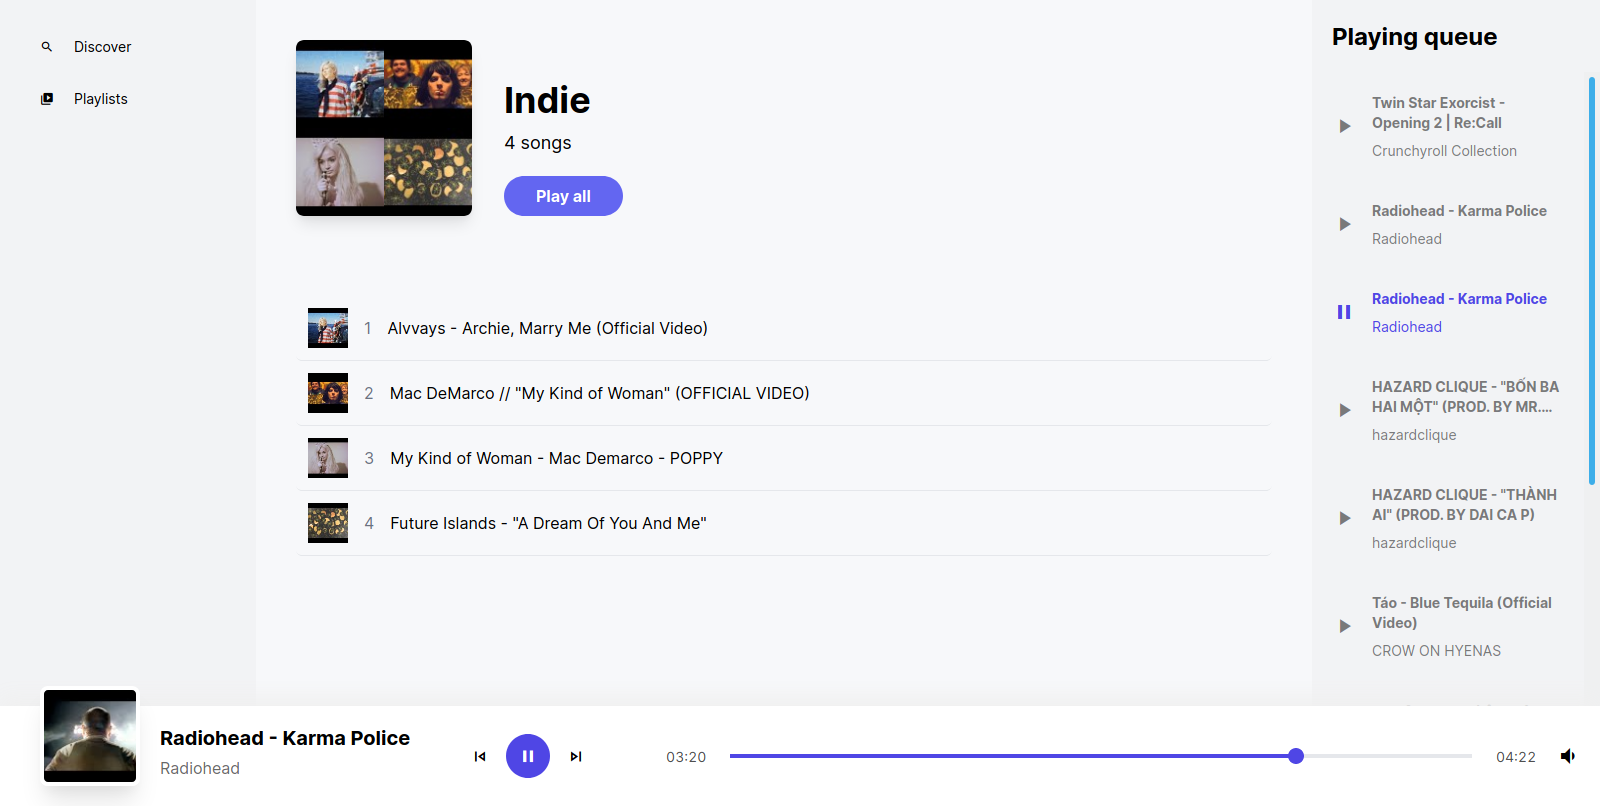 Discover
Playlists
Indie
4 songs
Play all
1 Alvvays - Archie, Marry Me (Official Video)
2 Mac DeMarco // "My Kind of Woman" (OFFICIAL VIDEO)
3 My Kind of Woman - Mac Demarco - POPPY
4 Future Islands - "A Dream Of You And Me"
Playing queue
Twin Star Exorcist -
Opening 2 | Re:Call
Crunchyroll Collection
Radiohead - Karma Police
Radiohead
Radiohead - Karma Police
Radiohead
HAZARD CLIQUE - "BỐN BA
HAI MỘT" (PROD. BY MR....
hazardclique
HAZARD CLIQUE - "THÀNH
AI" (PROD. BY DAI CA P)
hazardclique
Táo - Blue Tequila (Official
Video)
CROW ON HYENAS
Radiohead - Karma Police
Radiohead
03:20
04:22